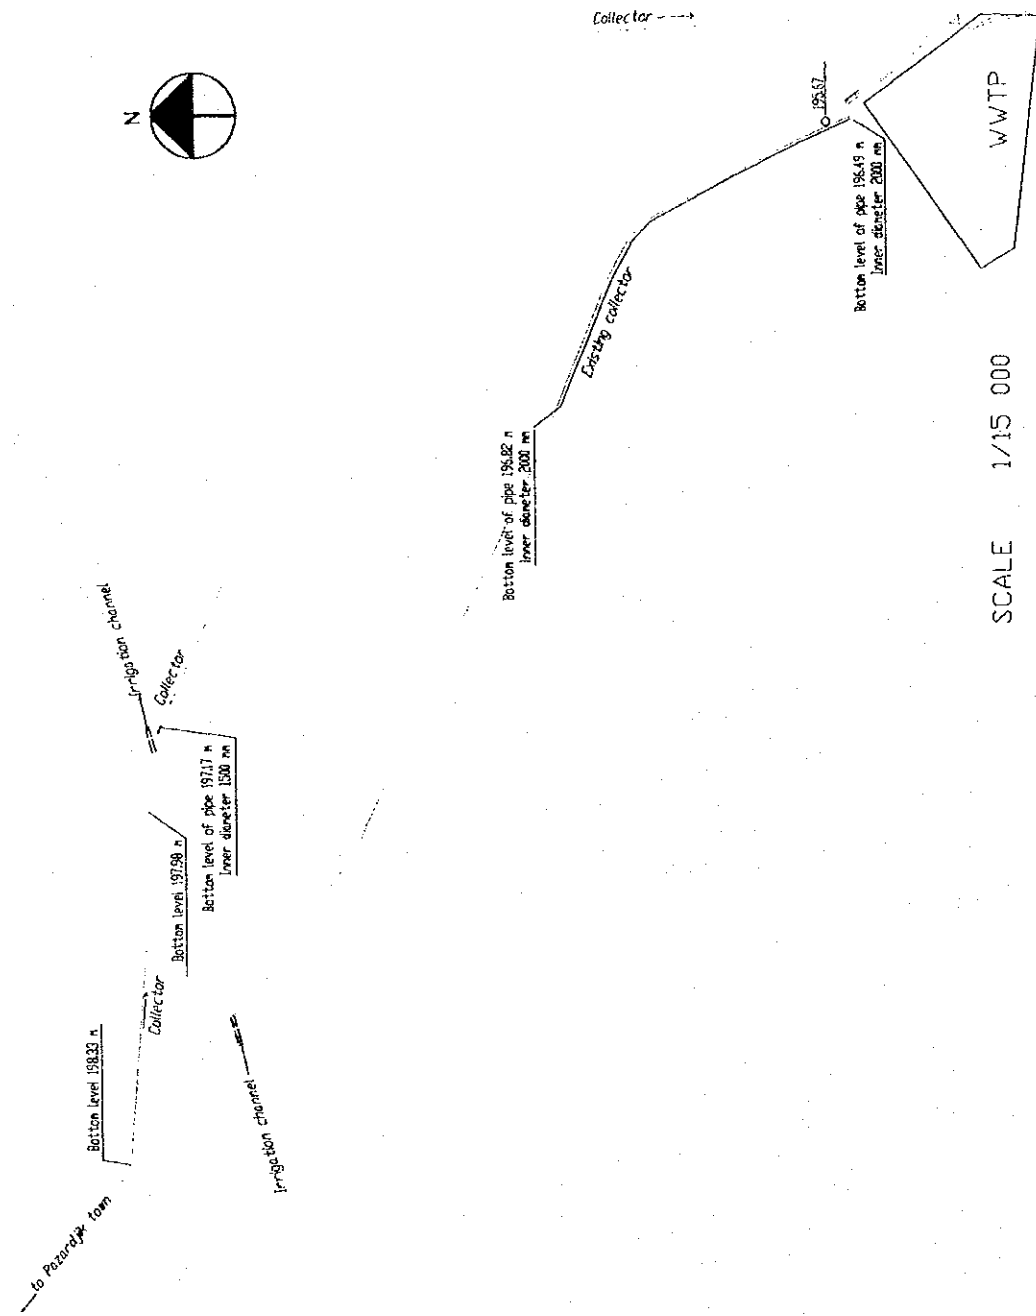 N
Collector
195.67
WWTP
Bottom level of pipe 196.49 m
Inner diameter 2000 mm
Existing collector
Bottom level of pipe 196.82 m
Inner diameter 2000 mm
Irrigation channel
Collector
Bottom level of pipe 197.17 m
Inner diameter 1500 mm
Bottom level 197.98 m
Collector
Bottom level 198.33 m
Irrigation channel
to Pazardjik town
SCALE 1/15 000